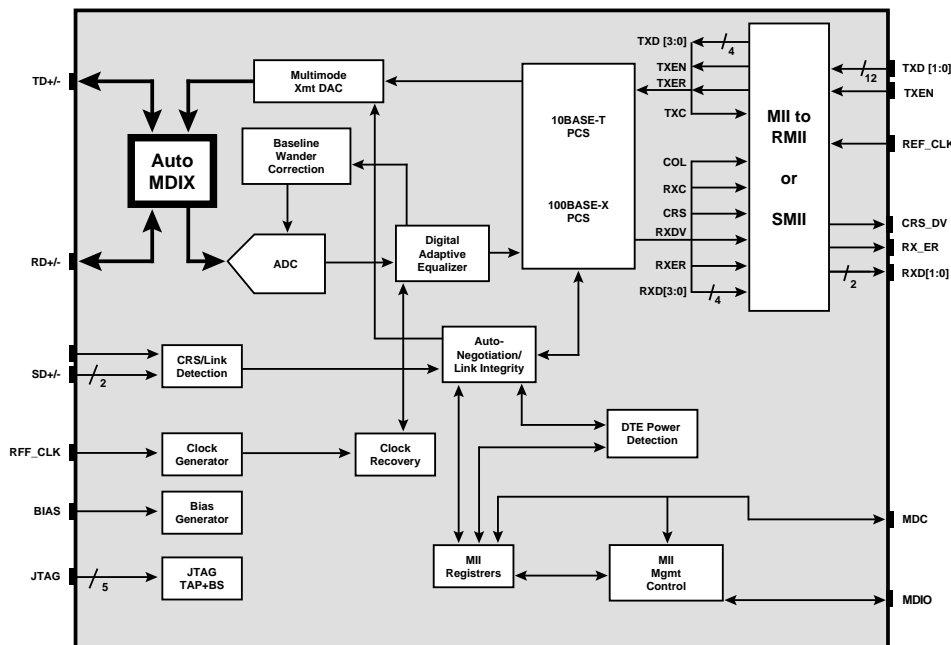 TXD [3:0]
4
TD+/-
Multimode
Xmt DAC
TXEN
TXER
TXC
TXD [1:0]
12
TXEN
10BASE-T
PCS
MII to
RMII
or
SMII
Baseline
Wander
Correction
REF_CLK
Auto
MDIX
COL
RXC
100BASE-X
PCS
CRS
CRS_DV
RXDV
RX_ER
Digital
Adaptive
Equalizer
RD+/-
ADC
RXER
RXD[1:0]
2
RXD[3:0]
4
Auto-
Negotiation/
Link Integrity
CRS/Link
Detection
SD+/-
2
DTE Power
Detection
RFF_CLK
Clock
Generator
Clock
Recovery
BIAS
Bias
Generator
MDC
MII
Registrers
MII
Mgmt
Control
JTAG
5
JTAG
TAP+BS
MDIO